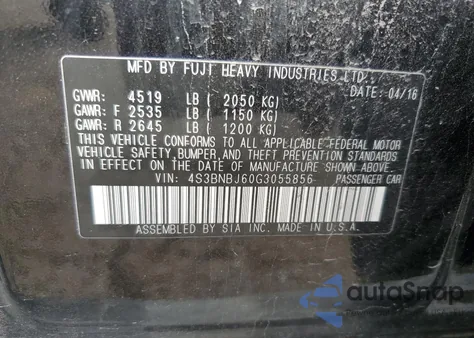 MFD BY FUJI HEAVY INDUSTRIES LTD.
DATE: 04/16
GVWR: 4519 LB ( 2050 KG)
GAWR: F 2535 LB ( 1150 KG)
GAWR: R 2645 LB ( 1200 KG)
THIS VEHICLE CONFORMS TO ALL APPLICABLE FEDERAL MOTOR
VEHICLE SAFETY, BUMPER, AND THEFT PREVENTION STANDARDS
IN EFFECT ON THE DATE OF MANUFACTURE SHOWN ABOVE.
VIN: 4S3BNBJ60G3055856 PASSENGER CAR
ASSEMBLED BY SIA INC. MADE IN U.S.A.
autoSnap